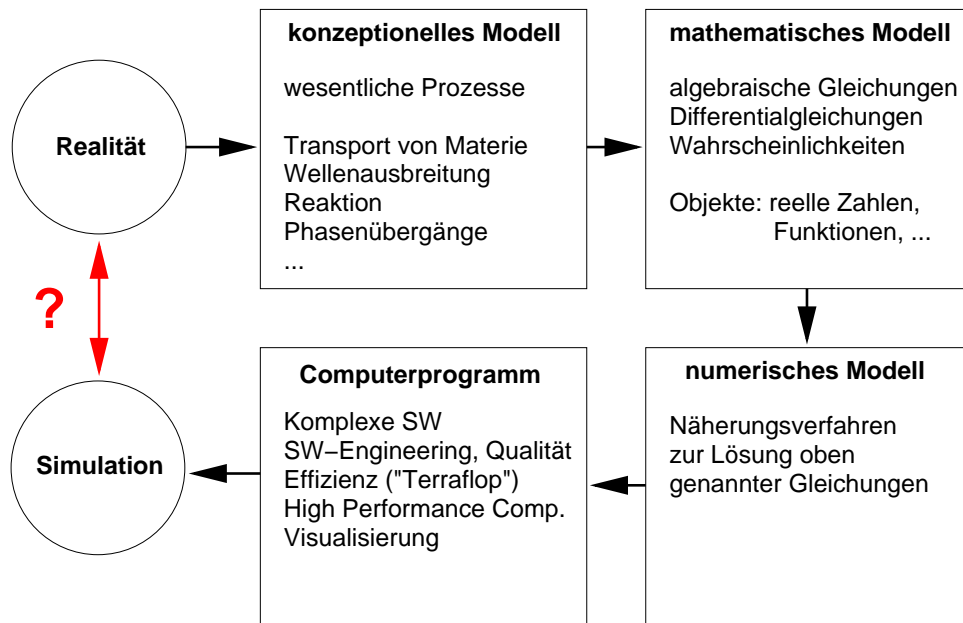 Realität
konzeptionelles Modell
wesentliche Prozesse
Transport von Materie
Wellenausbreitung
Reaktion
Phasenübergänge
...
mathematisches Modell
algebraische Gleichungen
Differentialgleichungen
Wahrscheinlichkeiten
Objekte: reelle Zahlen,
Funktionen, ...
?
Simulation
Computerprogramm
Komplexe SW
SW−Engineering, Qualität
Effizienz ("Terraflop")
High Performance Comp.
Visualisierung
numerisches Modell
Näherungsverfahren
zur Lösung oben
genannter Gleichungen